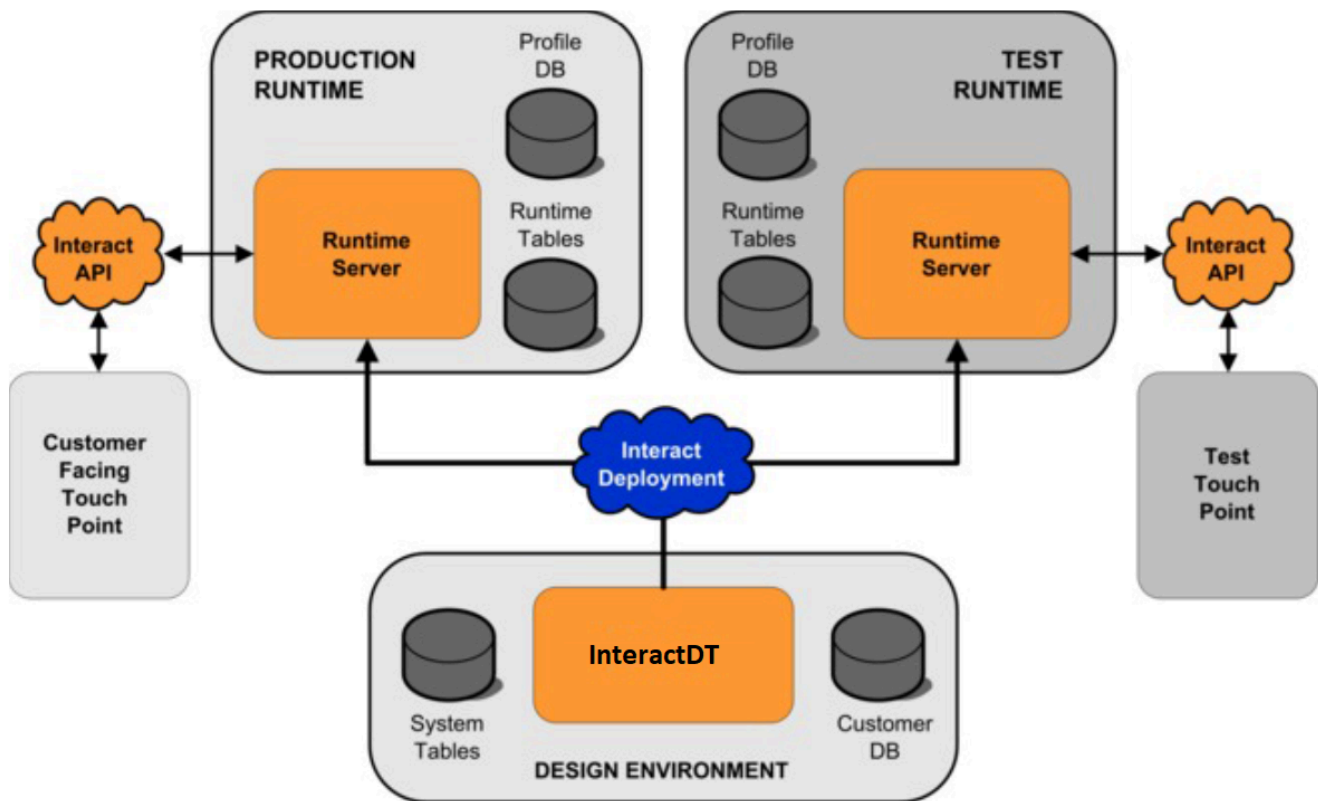 PRODUCTION
RUNTIME
Profile
DB
Runtime
Tables
Runtime
Server
Interact
API
Customer
Facing
Touch
Point
Profile
DB
TEST
RUNTIME
Runtime
Tables
Runtime
Server
Interact
API
Test
Touch
Point
Interact
Deployment
InteractDT
System
Tables
Customer
DB
DESIGN ENVIRONMENT